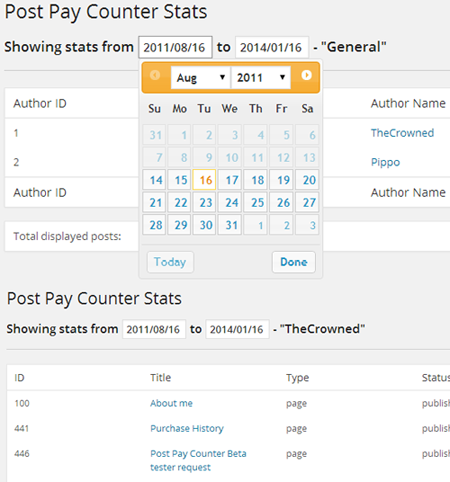 Post Pay Counter Stats
Showing stats from 2011/08/16 to 2014/01/16 - "General"
Aug 2011
Su Mo Tu We Th Fr Sa
31 1 2 3 4 5 6
7 8 9 10 11 12 13
14 15 16 17 18 19 20
21 22 23 24 25 26 27
28 29 30 31 1 2 3
Today Done
Author ID Author Name
1 TheCrowned
2 Pippo
Author ID Author Name
Total displayed posts:
Post Pay Counter Stats
Showing stats from 2011/08/16 to 2014/01/16 - "TheCrowned"
ID Title Type Status
100 About me page publish
441 Purchase History page publish
446 Post Pay Counter Beta page publish
tester request